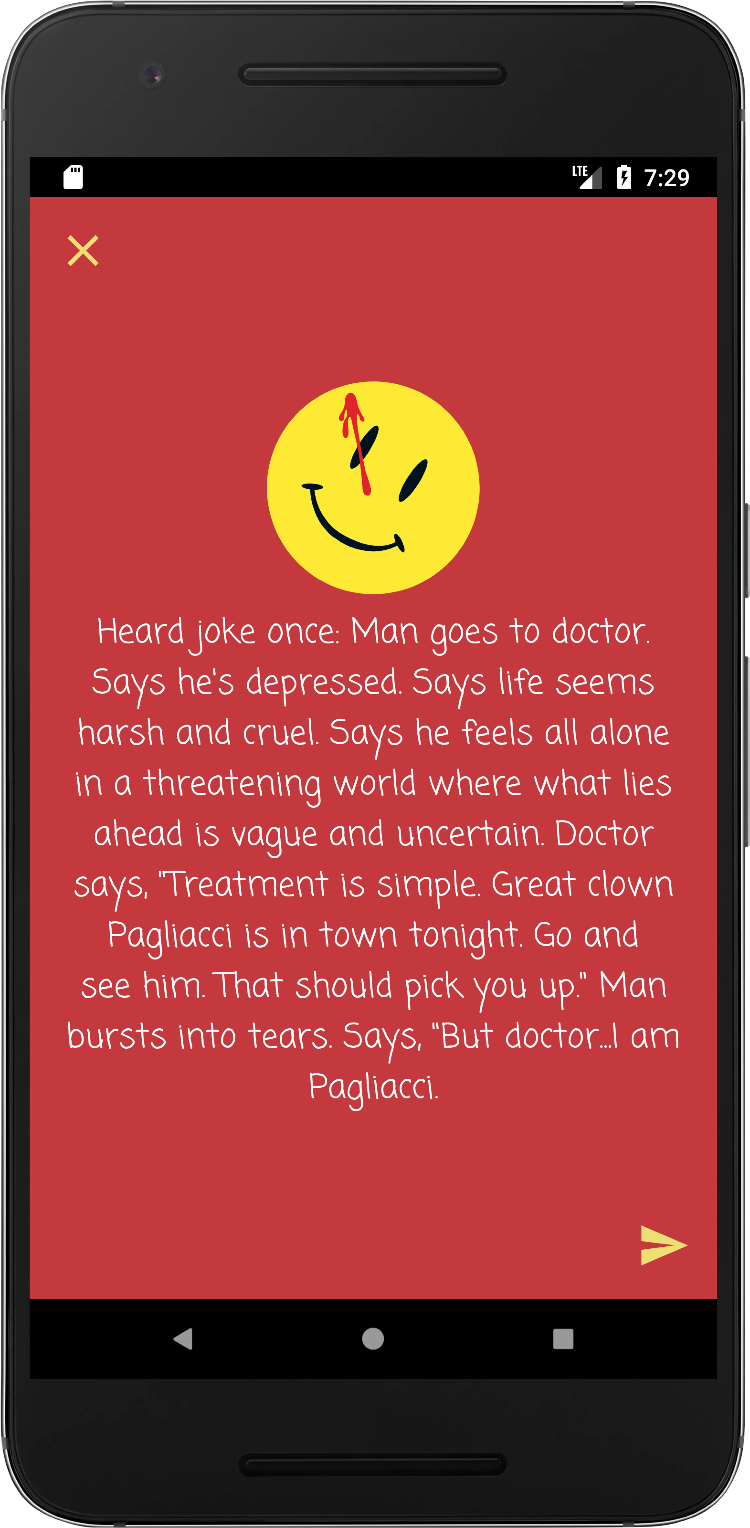 LTE 7:29
Heard joke once: Man goes to doctor.
Says he's depressed. Says life seems
harsh and cruel. Says he feels all alone
in a threatening world where what lies
ahead is vague and uncertain. Doctor
says, "Treatment is simple. Great clown
Pagliacci is in town tonight. Go and
see him. That should pick you up." Man
bursts into tears. Says, "But doctor...I am
Pagliacci.